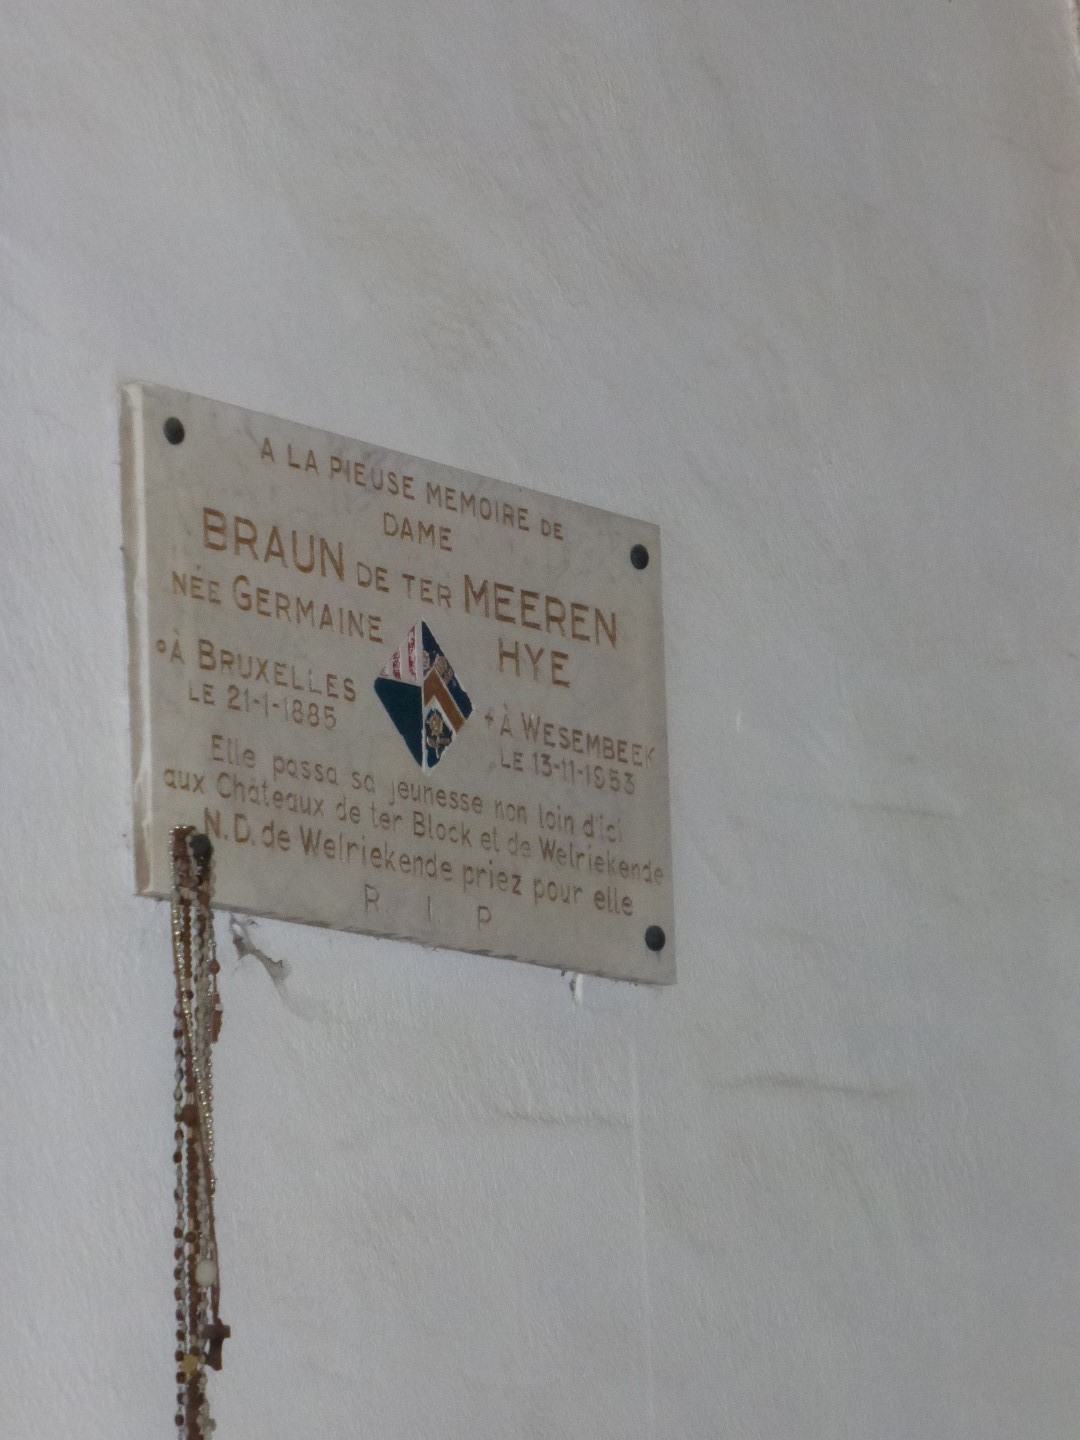 A LA PIEUSE MEMOIRE DE
DAME
BRAUN DE TER MEEREN
NÉE GERMAINE HYE
° À BRUXELLES
LE 21-1-1885
+ À WESEMBEEK
LE 13-11-1953
Elle passa sa jeunesse non loin d'ici
aux Châteaux de ter Block et de Welriekende
N.D. de Welriekende priez pour elle
R. I. P